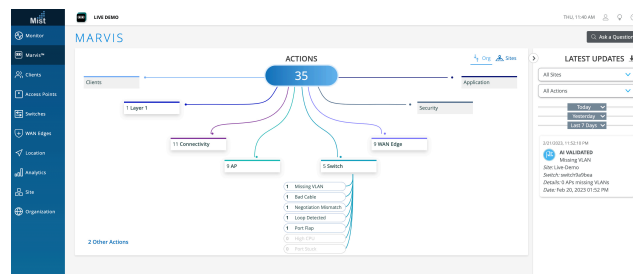 Mist
LIVE DEMO
THU, 11:40 AM
Monitor
Marvis™
Clients
Access Points
Switches
WAN Edges
Location
Analytics
Site
Organization
MARVIS
Ask a Question
ACTIONS
35
Org
Sites
Clients
Application
1 Layer 1
Security
11 Connectivity
9 WAN Edge
9 AP
5 Switch
1 Missing VLAN
1 Bad Cable
1 Negotiation Mismatch
1 Loop Detected
1 Port Flap
0 High CPU
0 Port Stuck
2 Other Actions
LATEST UPDATES
All Sites
All Actions
Today
Yesterday
Last 7 Days
2/21/2023, 11:52:10 PM
AI VALIDATED
Missing VLAN
Site: Live-Demo
Switch: switch9a9bea
Details: 0 APs missing VLANs
Date: Feb 20, 2023 01:52 PM